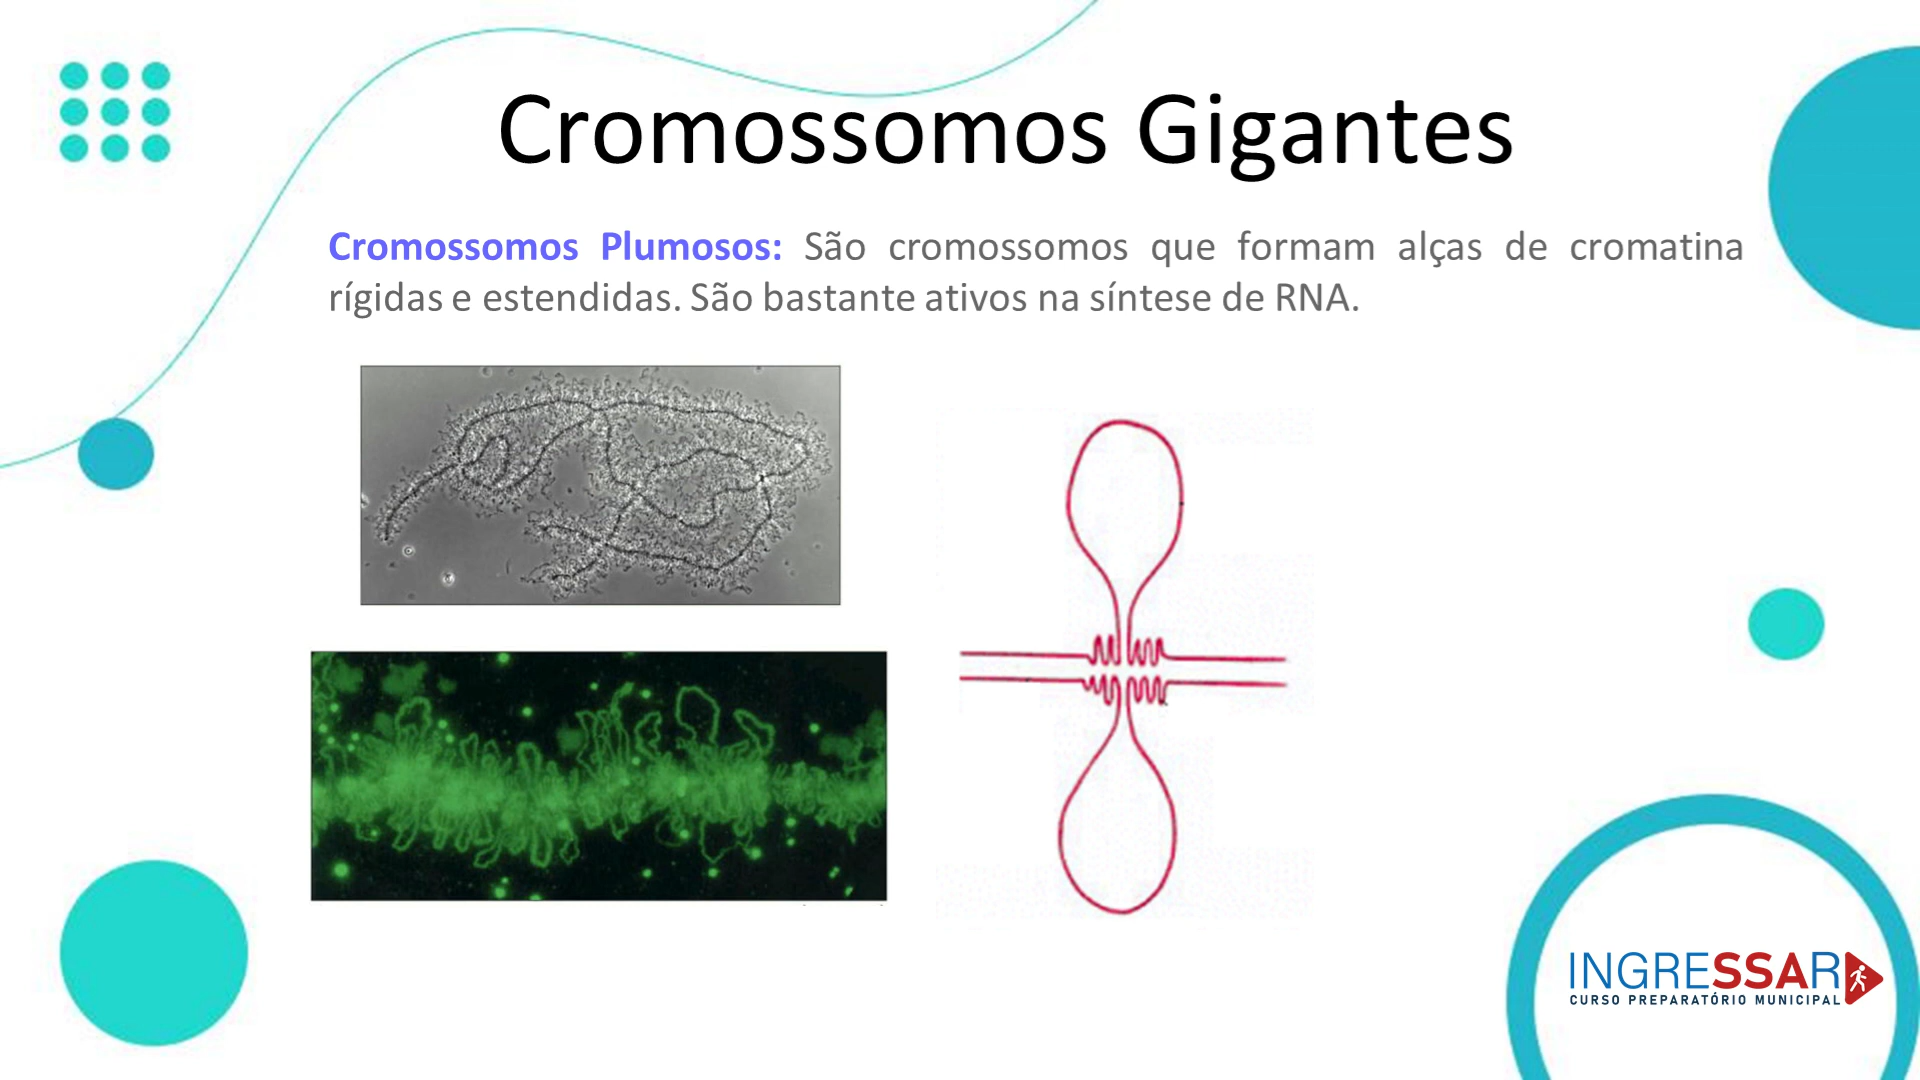 Cromossomos Gigantes
Cromossomos Plumosos: São cromossomos que formam alças de cromatina
rígidas e estendidas. São bastante ativos na síntese de RNA.
INGRESSAR
CURSO PREPARATÓRIO MUNICIPAL